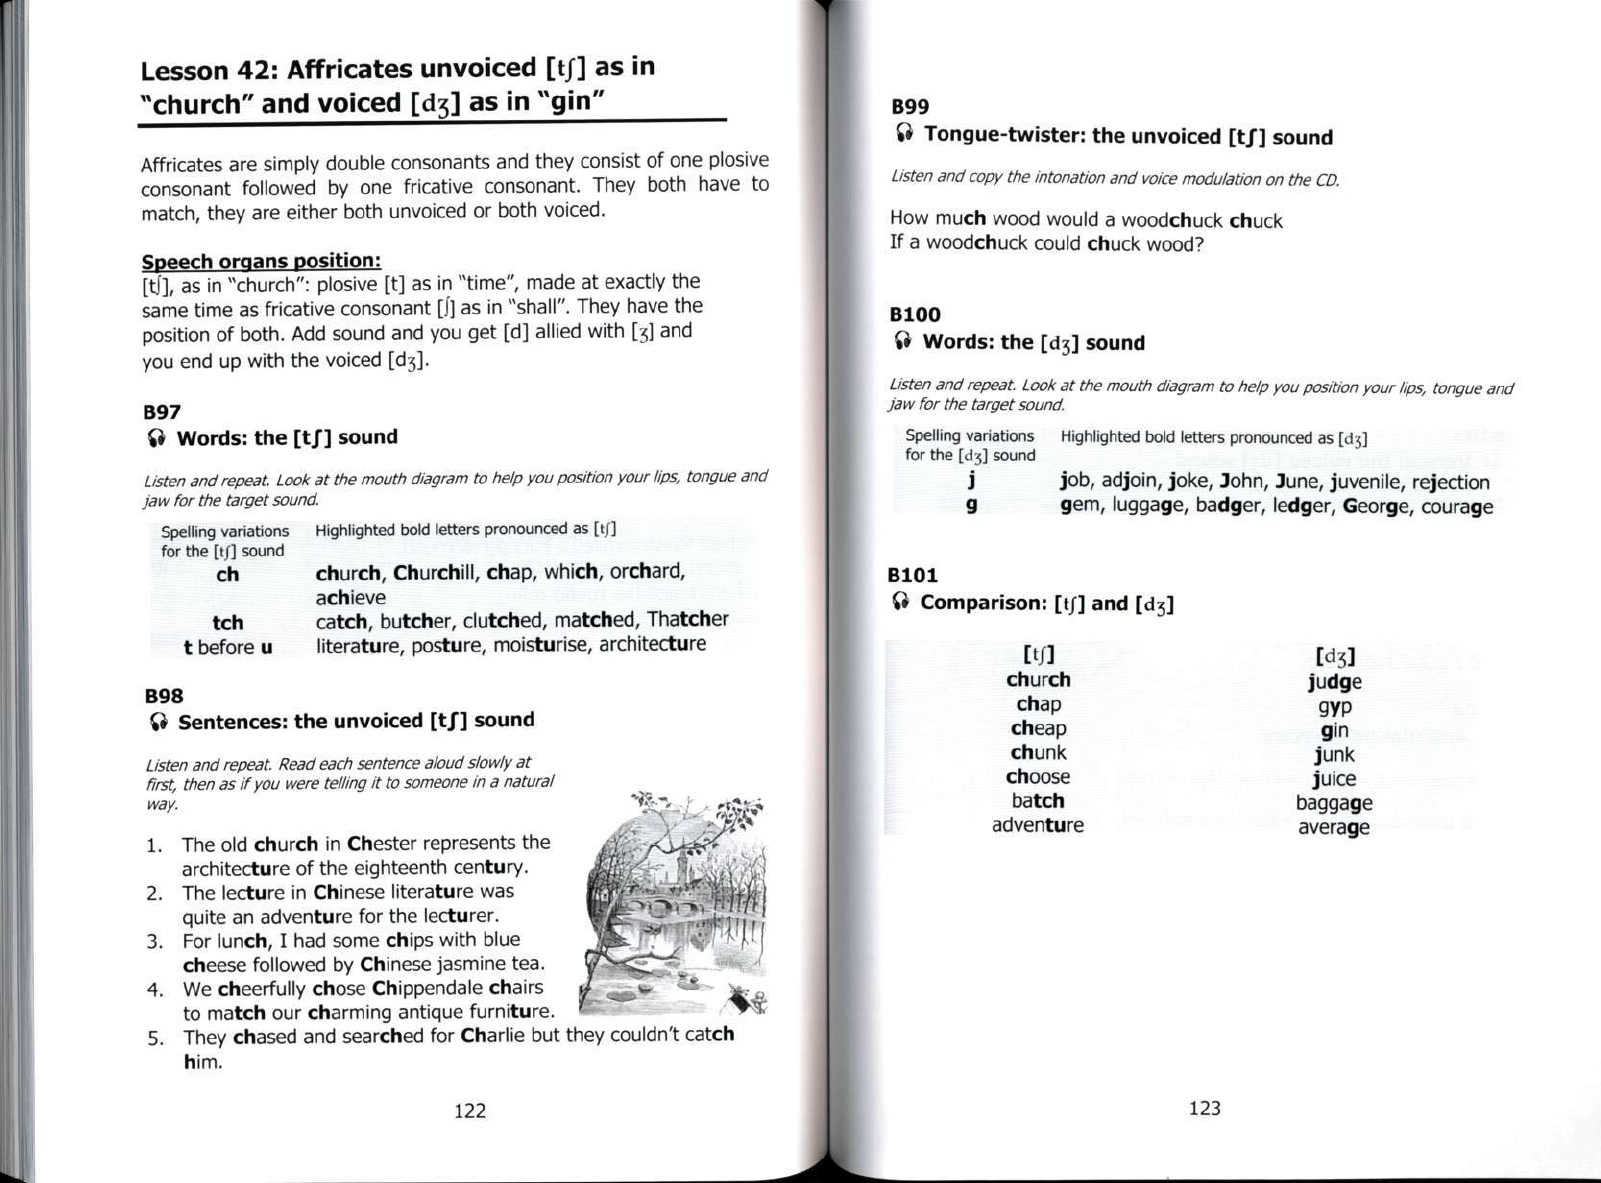 Lesson 42: Affricates unvoiced [tʃ] as in
“church” and voiced [dʒ] as in “gin”
Affricates are simply double consonants and they consist of one plosive
consonant followed by one fricative consonant. They both have to
match, they are either both unvoiced or both voiced.
Speech organs position:
[tʃ], as in “church”: plosive [t] as in “time”, made at exactly the
same time as fricative consonant [ʃ] as in “shall”. They have the
position of both. Add sound and you get [d] allied with [ʒ] and
you end up with the voiced [dʒ].
B97
Words: the [tʃ] sound
Listen and repeat. Look at the mouth diagram to help you position your lips, tongue and
jaw for the target sound.
Spelling variations Highlighted bold letters pronounced as [tʃ]
for the [tʃ] sound
ch church, Churchill, chap, which, orchard,
achieve
tch catch, butcher, clutched, matched, Thatcher
t before u literature, posture, moisturise, architecture
B98
Sentences: the unvoiced [tʃ] sound
Listen and repeat. Read each sentence aloud slowly at
first, then as if you were telling it to someone in a natural
way.
1. The old church in Chester represents the
architecture of the eighteenth century.
2. The lecture in Chinese literature was
quite an adventure for the lecturer.
3. For lunch, I had some chips with blue
cheese followed by Chinese jasmine tea.
4. We cheerfully chose Chippendale chairs
to match our charming antique furniture.
5. They chased and searched for Charlie but they couldn’t catch
him.
122
B99
Tongue-twister: the unvoiced [tʃ] sound
Listen and copy the intonation and voice modulation on the CD.
How much wood would a woodchuck chuck
If a woodchuck could chuck wood?
B100
Words: the [dʒ] sound
Listen and repeat. Look at the mouth diagram to help you position your lips, tongue and
jaw for the target sound.
Spelling variations Highlighted bold letters pronounced as [dʒ]
for the [dʒ] sound
j job, adjoin, joke, John, June, juvenile, rejection
g gem, luggage, badger, ledger, George, courage
B101
Comparison: [tʃ] and [dʒ]
[tʃ] [dʒ]
church judge
chap gyp
cheap gin
chunk junk
choose juice
batch baggage
adventure average
123